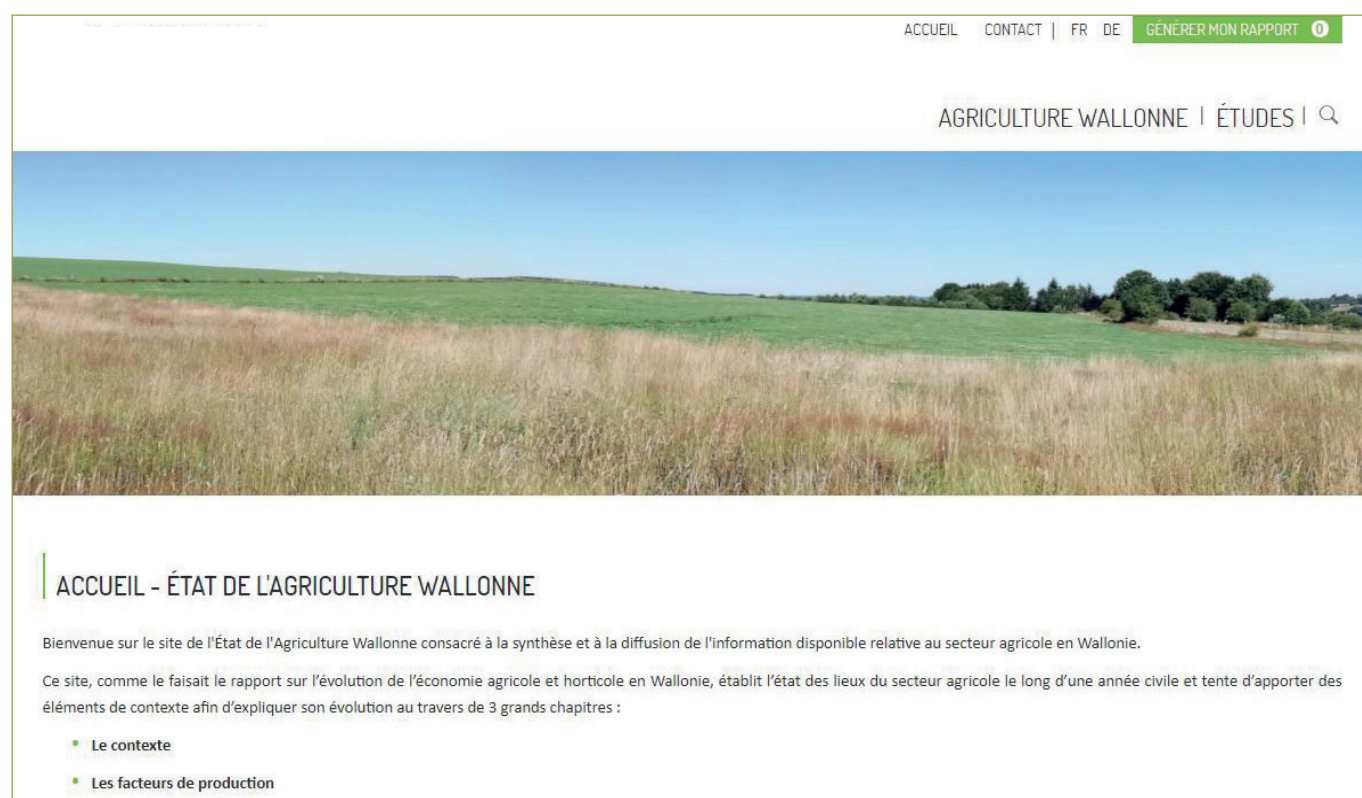 ACCUEIL CONTACT | FR DE GÉNÉRER MON RAPPORT 0
AGRICULTURE WALLONNE | ÉTUDES |
ACCUEIL - ÉTAT DE L'AGRICULTURE WALLONNE
Bienvenue sur le site de l'État de l'Agriculture Wallonne consacré à la synthèse et à la diffusion de l'information disponible relative au secteur agricole en Wallonie.
Ce site, comme le faisait le rapport sur l’évolution de l’économie agricole et horticole en Wallonie, établit l’état des lieux du secteur agricole le long d’une année civile et tente d’apporter des
éléments de contexte afin d’expliquer son évolution au travers de 3 grands chapitres :
• Le contexte
• Les facteurs de production